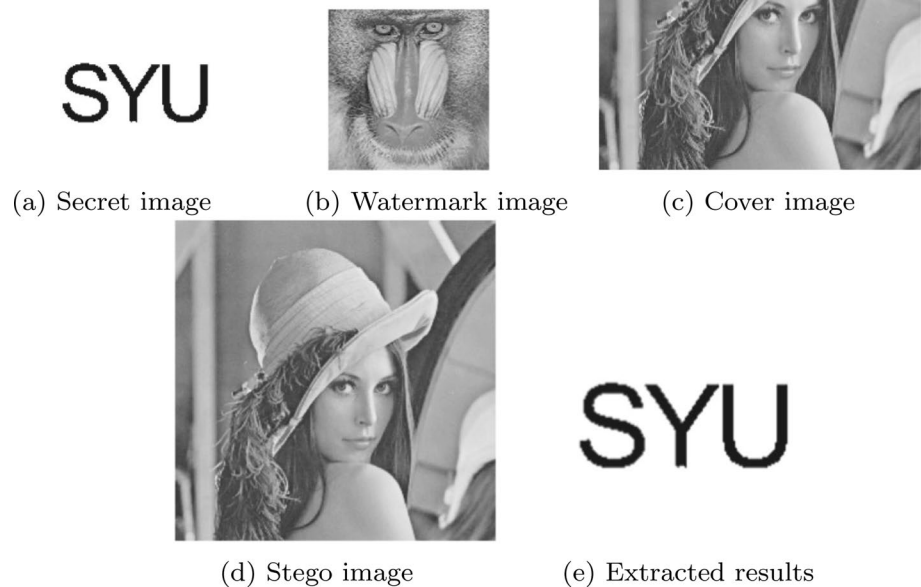 SYU
(a) Secret image
(b) Watermark image
(c) Cover image
SYU
(d) Stego image
(e) Extracted results